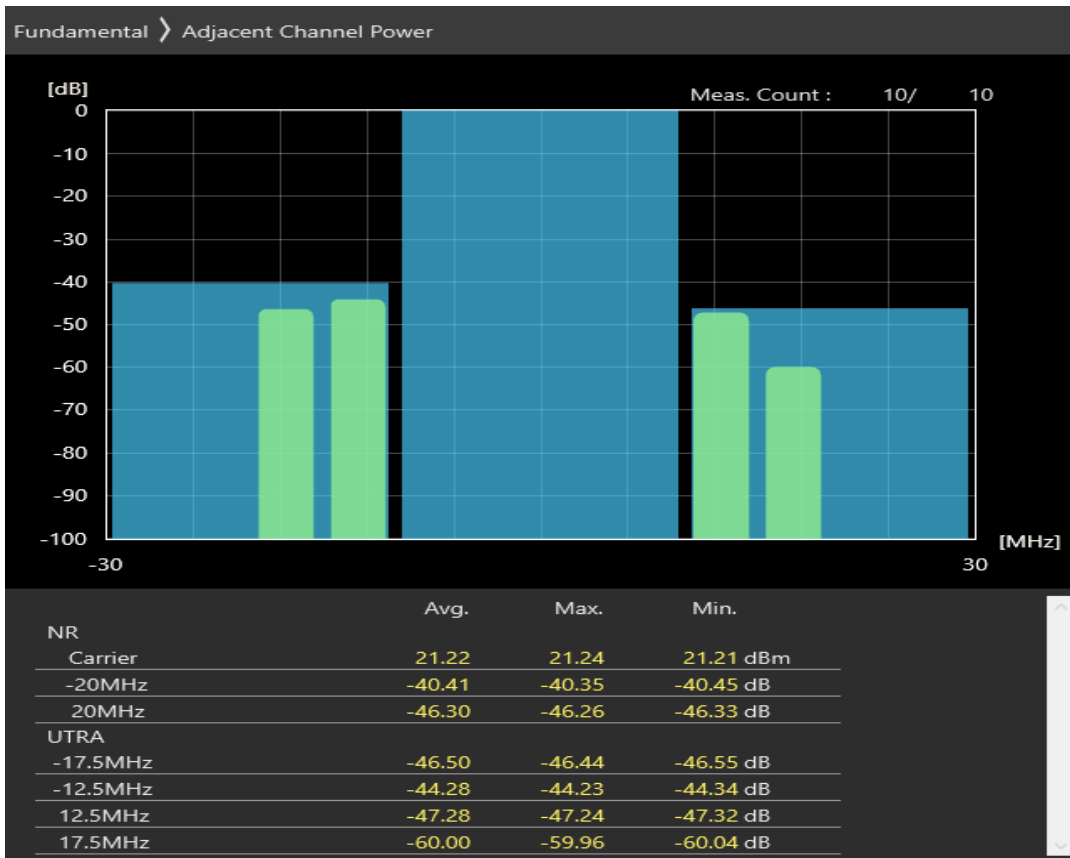 Fundamental 〉 Adjacent Channel Power
[dB]
Meas. Count : 10/ 10
0
-10
-20
-30
-40
-50
-60
-70
-80
-90
-100
[MHz]
-30 30
Avg. Max. Min.
NR
Carrier 21.22 21.24 21.21 dBm
-20MHz -40.41 -40.35 -40.45 dB
20MHz -46.30 -46.26 -46.33 dB
UTRA
-17.5MHz -46.50 -46.44 -46.55 dB
-12.5MHz -44.28 -44.23 -44.34 dB
12.5MHz -47.28 -47.24 -47.32 dB
17.5MHz -60.00 -59.96 -60.04 dB